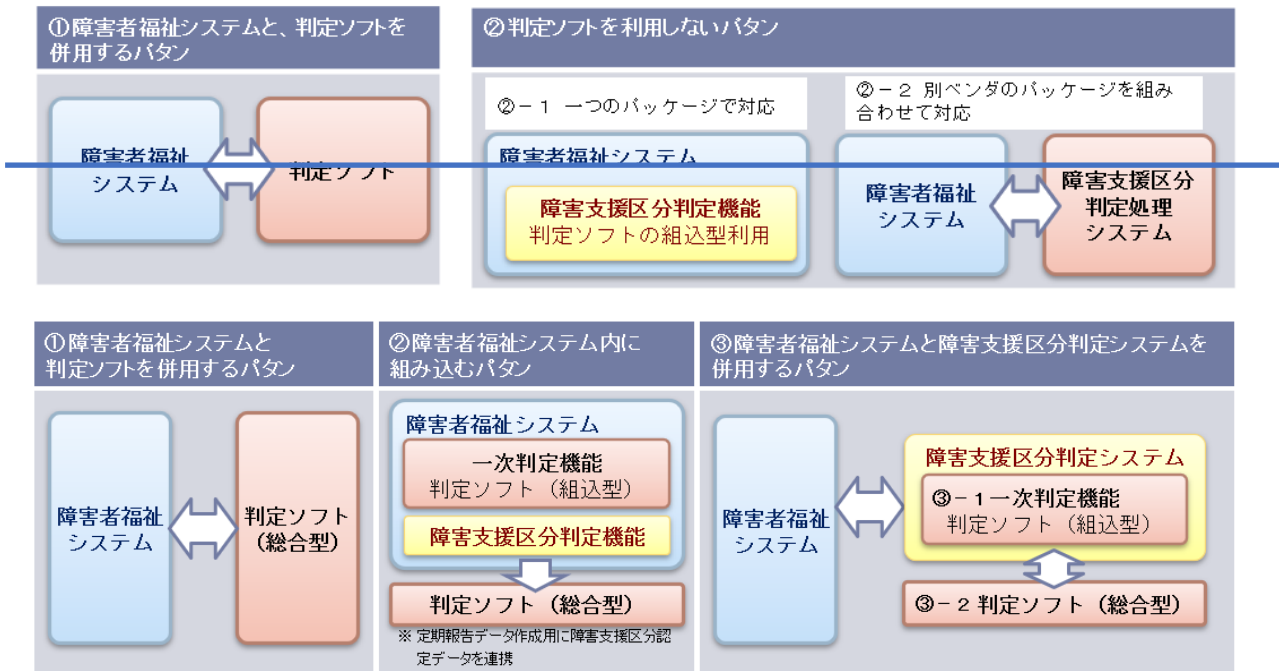 ①障害者福祉システムと、判定ソフトを
併用するパタン
障害者福祉
システム
判定ソフト
②判定ソフトを利用しないパタン
②－１ 一つのパッケージで対応
障害者福祉システム
障害支援区分判定機能
判定ソフトの組込型利用
②－２ 別ベンダのパッケージを組み
合わせて対応
障害者福祉
システム
障害支援区分
判定処理
システム
①障害者福祉システムと
判定ソフトを併用するパタン
障害者福祉
システム
判定ソフト
（総合型）
②障害者福祉システム内に
組み込むパタン
障害者福祉システム
一次判定機能
判定ソフト（組込型）
障害支援区分判定機能
判定ソフト（総合型）
※ 定期報告データ作成用に障害支援区分認
定データを連携
③障害者福祉システムと障害支援区分判定システムを
併用するパタン
障害者福祉
システム
障害支援区分判定システム
③－１一次判定機能
判定ソフト（組込型）
③－２判定ソフト（総合型）